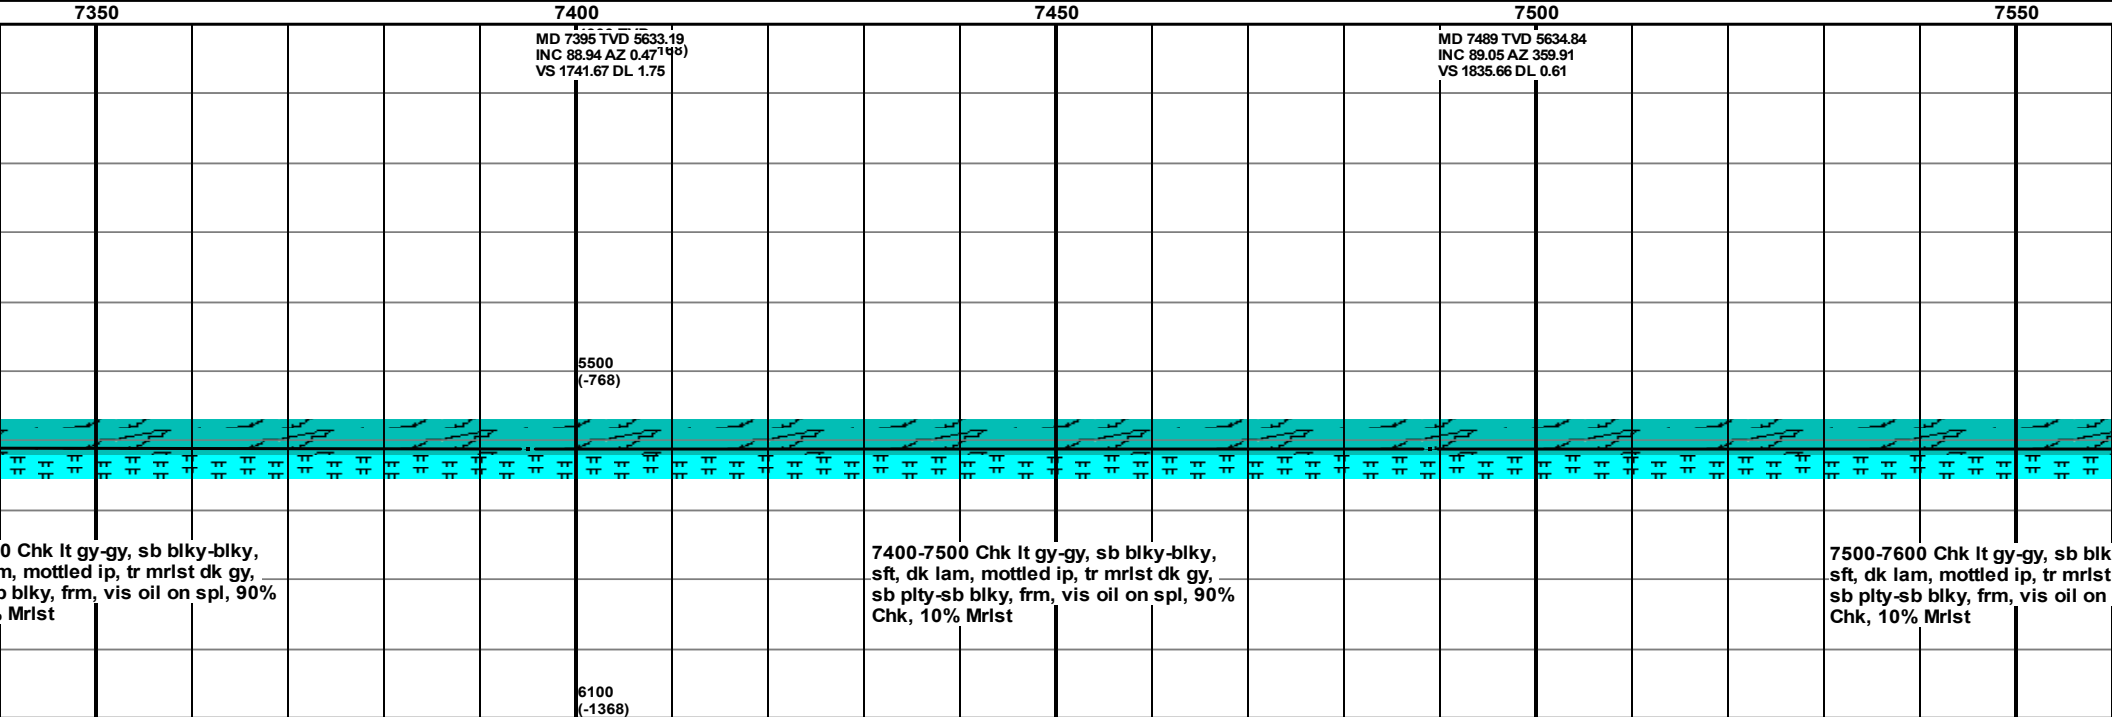 7350 7400 7450 7500 7550
MD 7395 TVD 5633.19
INC 88.94 AZ 0.47
VS 1741.67 DL 1.75
MD 7489 TVD 5634.84
INC 89.05 AZ 359.91
VS 1835.66 DL 0.61
5500
(-768)
0 Chk lt gy-gy, sb blky-blky,
mottled ip, tr mrlst dk gy,
blky, frm, vis oil on spl, 90%
Mrlst
7400-7500 Chk lt gy-gy, sb blky-blky,
sft, dk lam, mottled ip, tr mrlst dk gy,
sb plty-sb blky, frm, vis oil on spl, 90%
Chk, 10% Mrlst
7500-7600 Chk lt gy-gy, sb blk
sft, dk lam, mottled ip, tr mrlst
sb plty-sb blky, frm, vis oil on
Chk, 10% Mrlst
6100
(-1368)